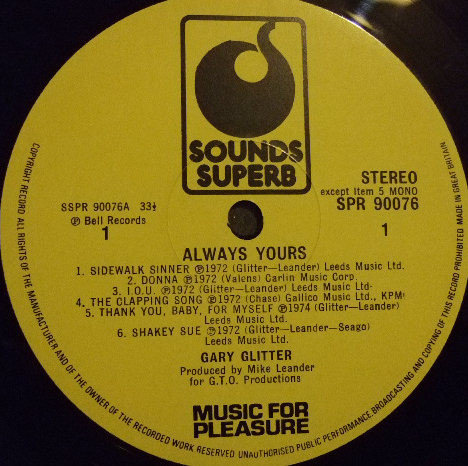 SOUNDS
SUPERB
SSPR 90076A 33⅓
℗ Bell Records
1
STEREO
except Item 5 MONO
SPR 90076
1
ALWAYS YOURS
1. SIDEWALK SINNER ℗1972 (Glitter—Leander) Leeds Music Ltd.
2. DONNA ℗1972 (Valens) Carlin Music Corp.
3. I.O.U. ℗1972 (Glitter—Leander) Leeds Music Ltd.
4. THE CLAPPING SONG ℗1972 (Chase) Gallico Music Ltd., KPM
5. THANK YOU, BABY, FOR MYSELF ℗1974 (Glitter—Leander)
Leeds Music Ltd.
6. SHAKEY SUE ℗1972 (Glitter—Leander—Seago)
Leeds Music Ltd.
GARY GLITTER
Produced by Mike Leander
for G.T.O. Productions
MUSIC FOR
PLEASURE
COPYRIGHT RECORD MADE IN GREAT BRITAIN
ALL RIGHTS OF THE MANUFACTURER AND OF THE OWNER OF THE RECORDED WORK RESERVED UNAUTHORISED PUBLIC PERFORMANCE, BROADCASTING AND COPYING OF THIS RECORD PROHIBITED